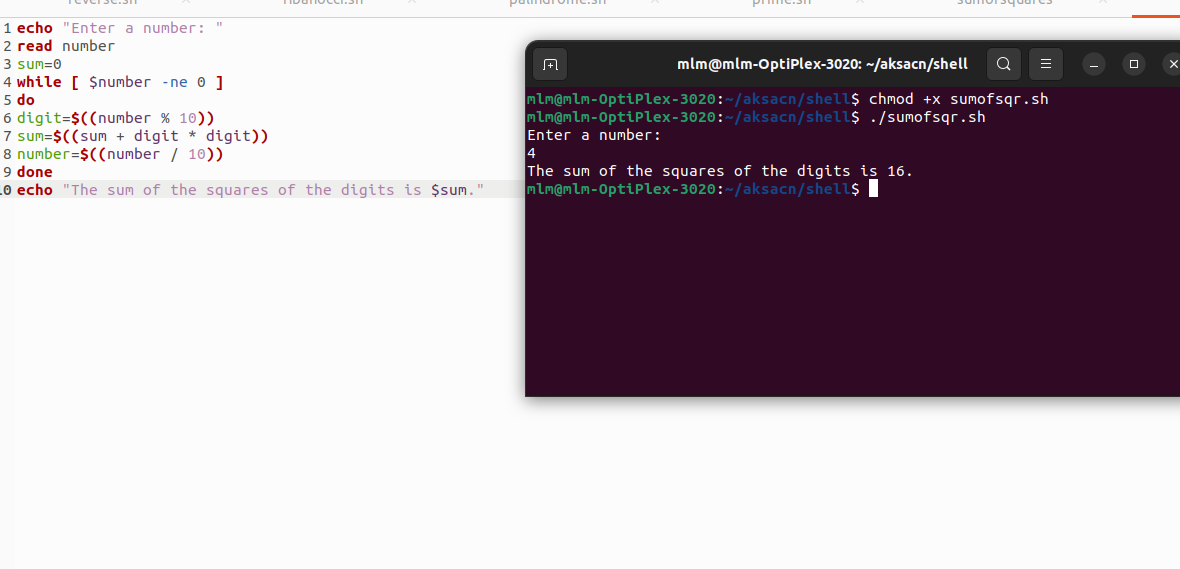 reverse.sh × fibonacci.sh × palindrome.sh × prime.sh × sumofsquares ×
1 echo "Enter a number: "
2 read number
3 sum=0
4 while [ $number -ne 0 ]
5 do
6 digit=$((number % 10))
7 sum=$((sum + digit * digit))
8 number=$((number / 10))
9 done
10 echo "The sum of the squares of the digits is $sum."
mlm@mlm-OptiPlex-3020: ~/aksacn/shell
mlm@mlm-OptiPlex-3020:~/aksacn/shell$ chmod +x sumofsqr.sh
mlm@mlm-OptiPlex-3020:~/aksacn/shell$ ./sumofsqr.sh
Enter a number:
4
The sum of the squares of the digits is 16.
mlm@mlm-OptiPlex-3020:~/aksacn/shell$